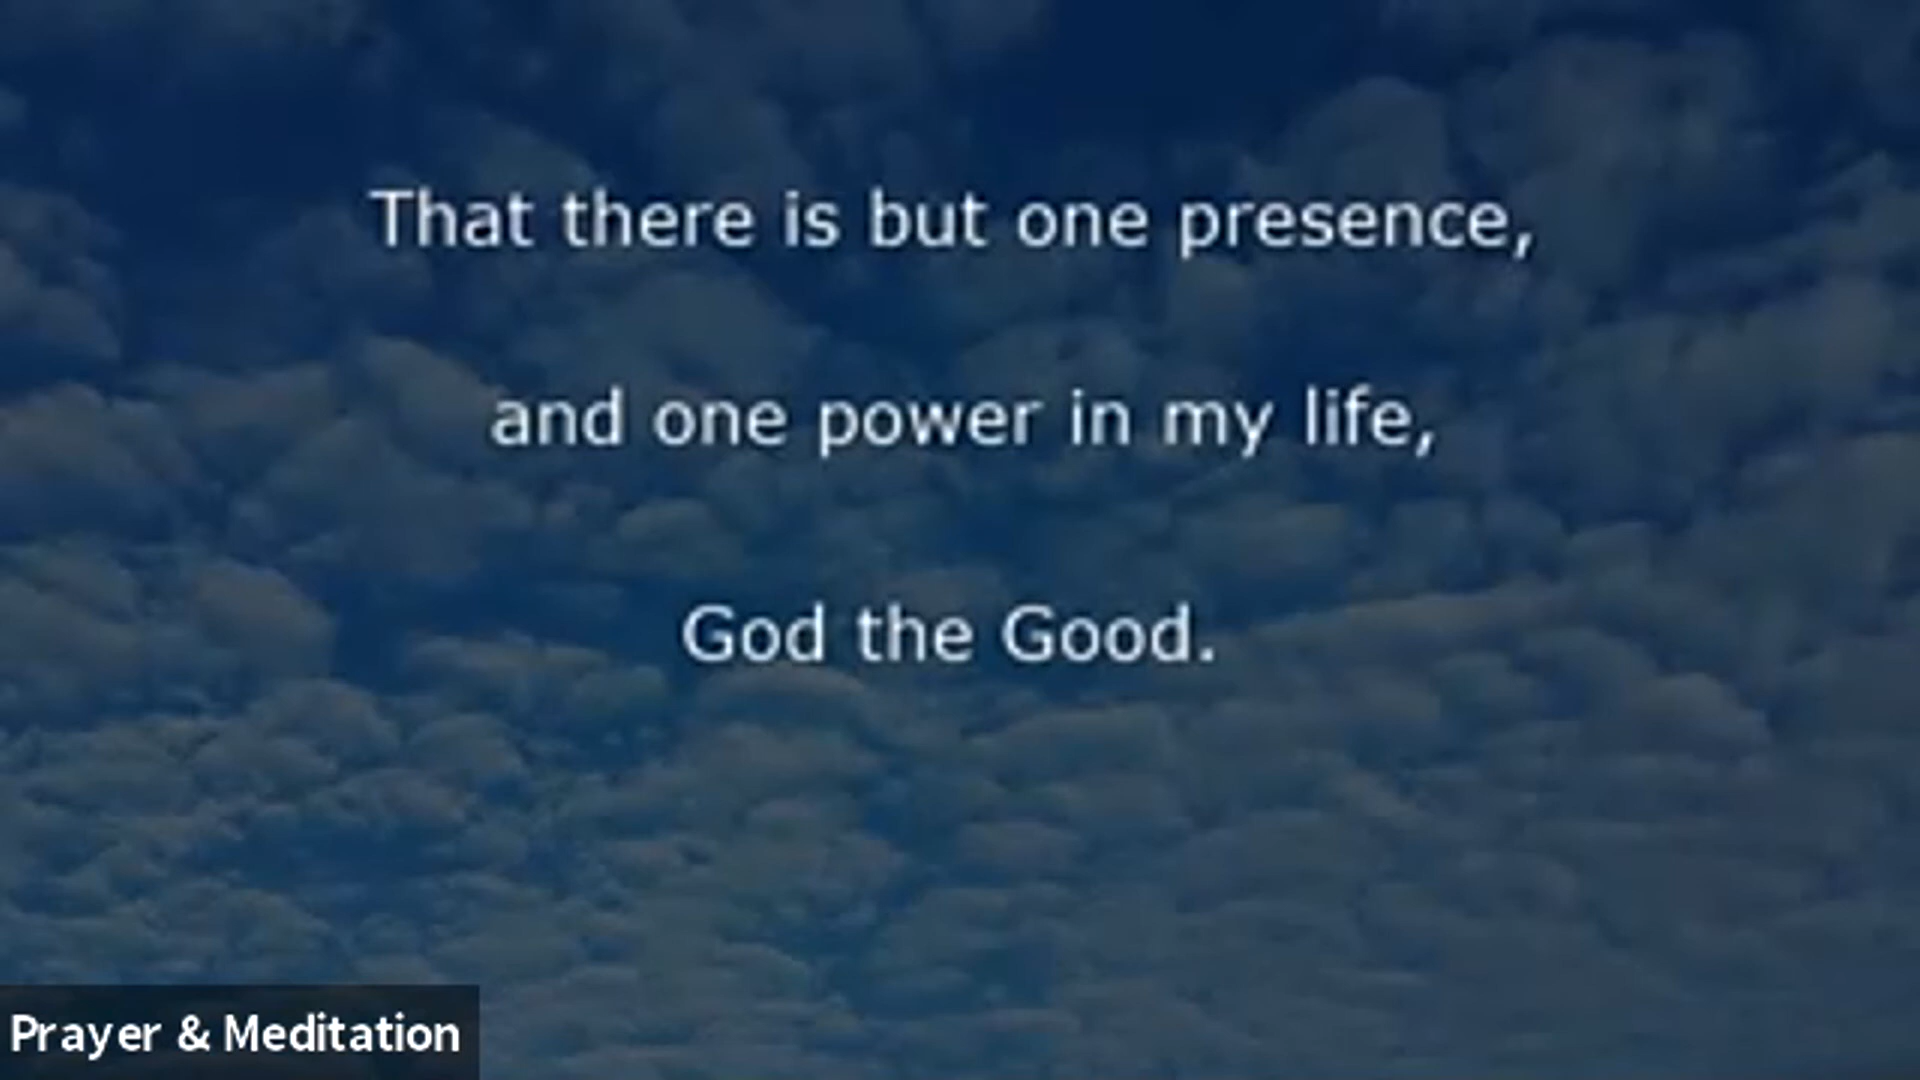 That there is but one presence,
and one power in my life,
God the Good.
Prayer & Meditation